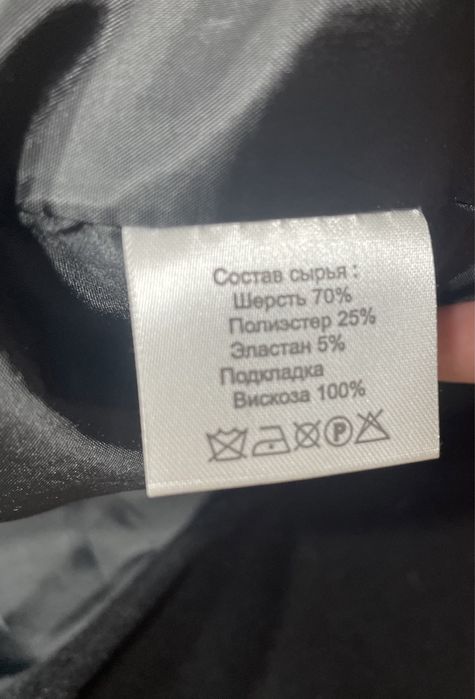 Состав сырья :
Шерсть 70%
Полиэстер 25%
Эластан 5%
Подкладка
Вискоза 100%
P